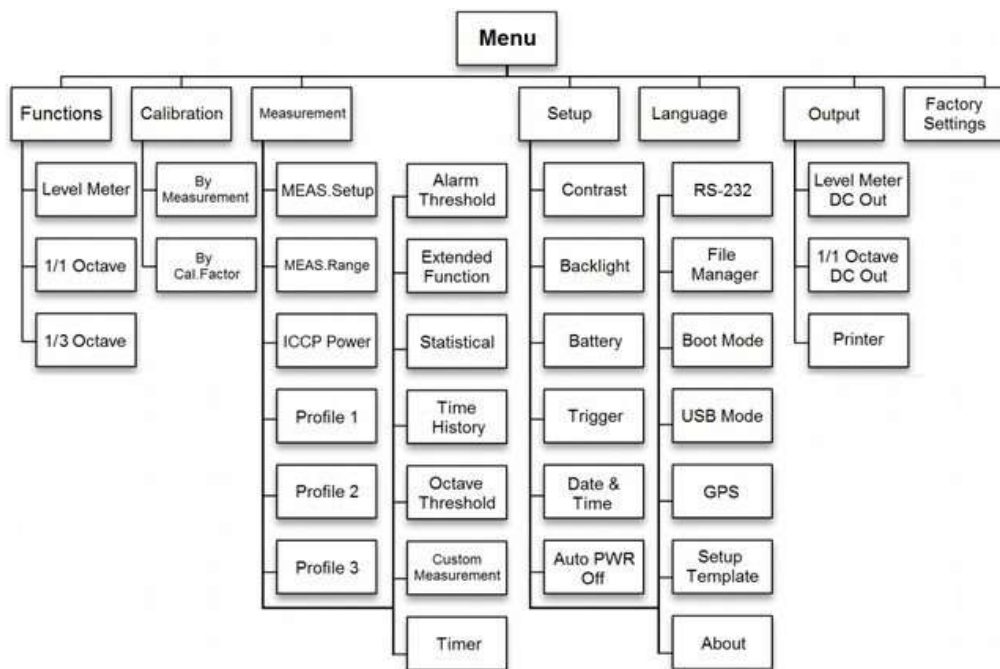 Menu
Functions
Calibration
Measurement
Setup
Language
Output
Factory
Settings
Level Meter
1/1 Octave
1/3 Octave
By
Measurement
By
Cal.Factor
MEAS.Setup
MEAS.Range
ICCP Power
Profile 1
Profile 2
Profile 3
Alarm
Threshold
Extended
Function
Statistical
Time
History
Octave
Threshold
Custom
Measurement
Timer
Contrast
Backlight
Battery
Trigger
Date &
Time
Auto PWR
Off
RS-232
File
Manager
Boot Mode
USB Mode
GPS
Setup
Template
About
Level Meter
DC Out
1/1 Octave
DC Out
Printer